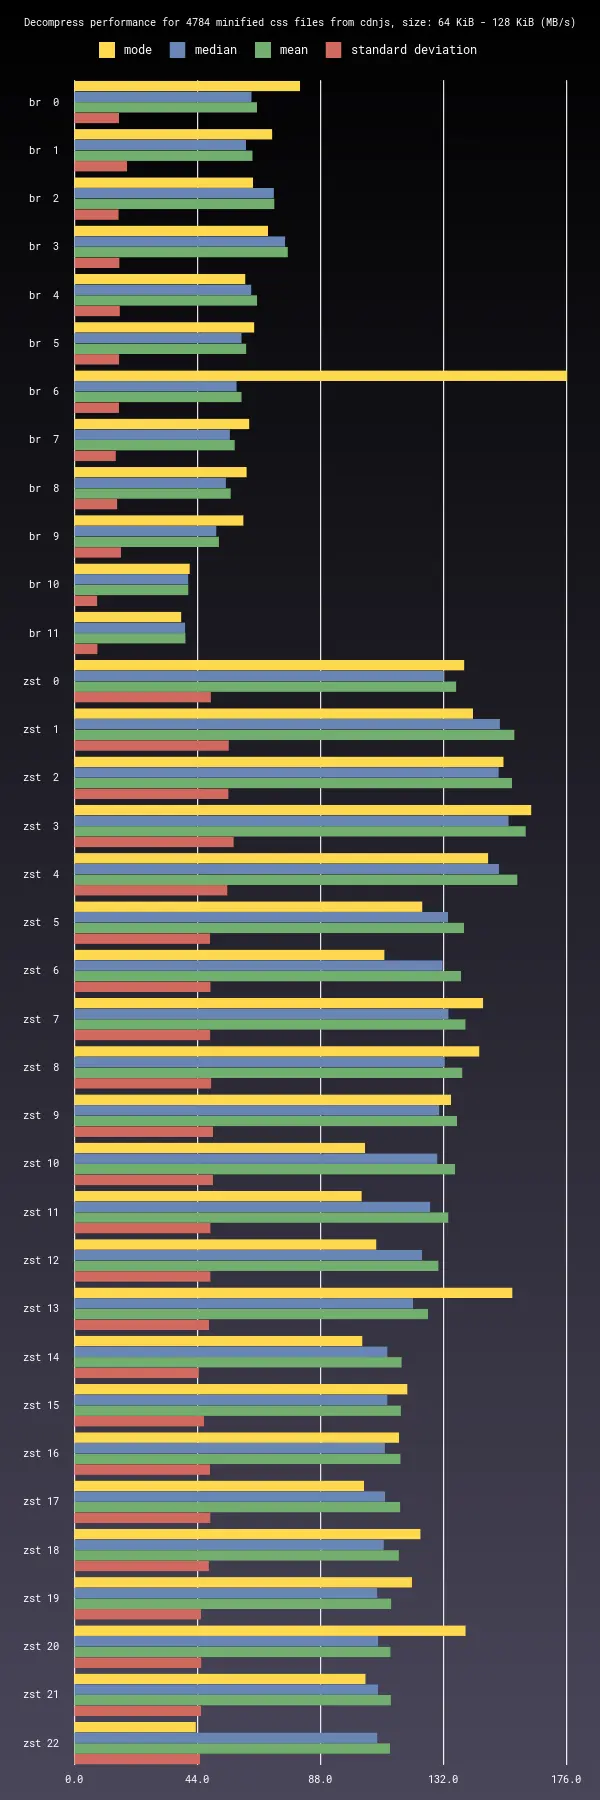 Decompress performance for 4784 minified css files from cdnjs, size: 64 KiB - 128 KiB (MB/s)
mode median mean standard deviation
br 0
br 1
br 2
br 3
br 4
br 5
br 6
br 7
br 8
br 9
br 10
br 11
zst 0
zst 1
zst 2
zst 3
zst 4
zst 5
zst 6
zst 7
zst 8
zst 9
zst 10
zst 11
zst 12
zst 13
zst 14
zst 15
zst 16
zst 17
zst 18
zst 19
zst 20
zst 21
zst 22
0.0 44.0 88.0 132.0 176.0